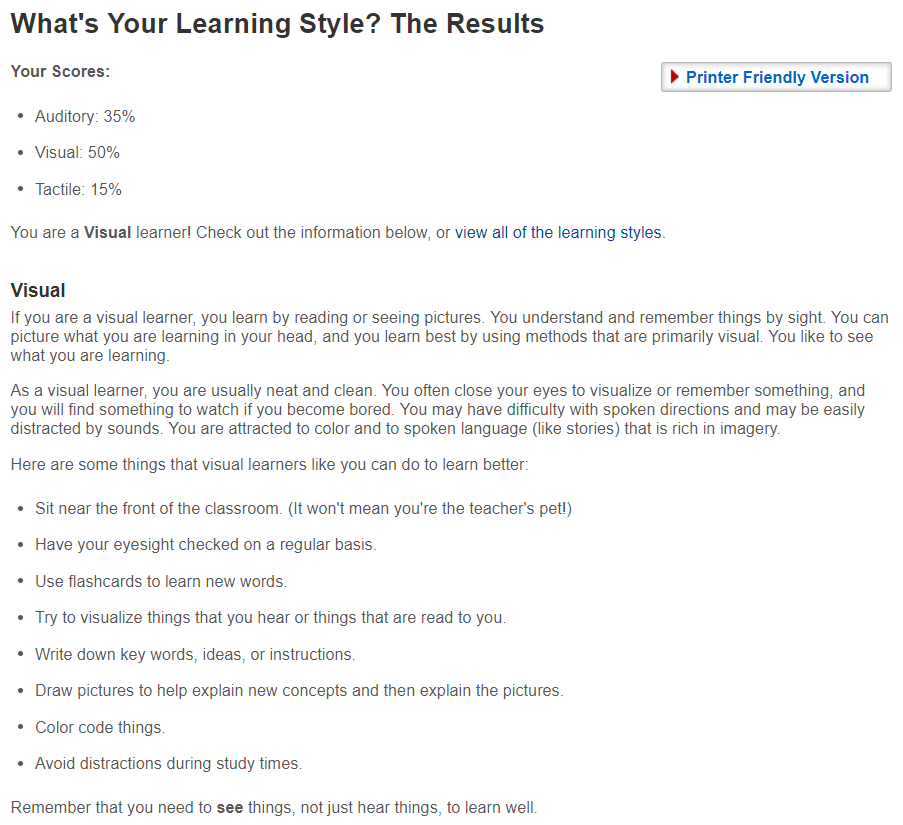 What's Your Learning Style? The Results
Your Scores:
Printer Friendly Version
• Auditory: 35%
• Visual: 50%
• Tactile: 15%
You are a Visual learner! Check out the information below, or view all of the learning styles.
Visual
If you are a visual learner, you learn by reading or seeing pictures. You understand and remember things by sight. You can
picture what you are learning in your head, and you learn best by using methods that are primarily visual. You like to see
what you are learning.
As a visual learner, you are usually neat and clean. You often close your eyes to visualize or remember something, and
you will find something to watch if you become bored. You may have difficulty with spoken directions and may be easily
distracted by sounds. You are attracted to color and to spoken language (like stories) that is rich in imagery.
Here are some things that visual learners like you can do to learn better:
• Sit near the front of the classroom. (It won't mean you're the teacher's pet!)
• Have your eyesight checked on a regular basis.
• Use flashcards to learn new words.
• Try to visualize things that you hear or things that are read to you.
• Write down key words, ideas, or instructions.
• Draw pictures to help explain new concepts and then explain the pictures.
• Color code things.
• Avoid distractions during study times.
Remember that you need to see things, not just hear things, to learn well.